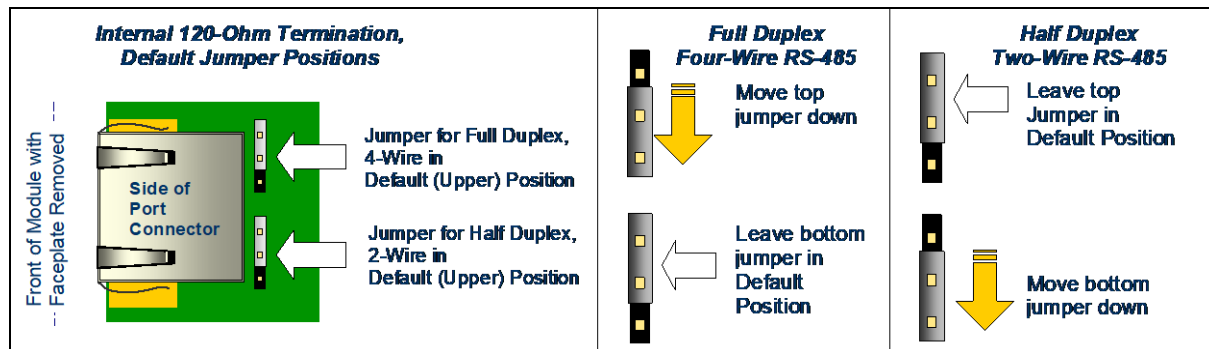 Internal 120-Ohm Termination,
Default Jumper Positions
Front of Module with
--- Faceplate Removed ---
Side of
Port
Connector
Jumper for Full Duplex,
4-Wire in
Default (Upper) Position
Jumper for Half Duplex,
2-Wire in
Default (Upper) Position
Full Duplex
Four-Wire RS-485
Move top
jumper down
Leave bottom
jumper in
Default
Position
Half Duplex
Two-Wire RS-485
Leave top
Jumper in
Default Position
Move bottom
jumper down